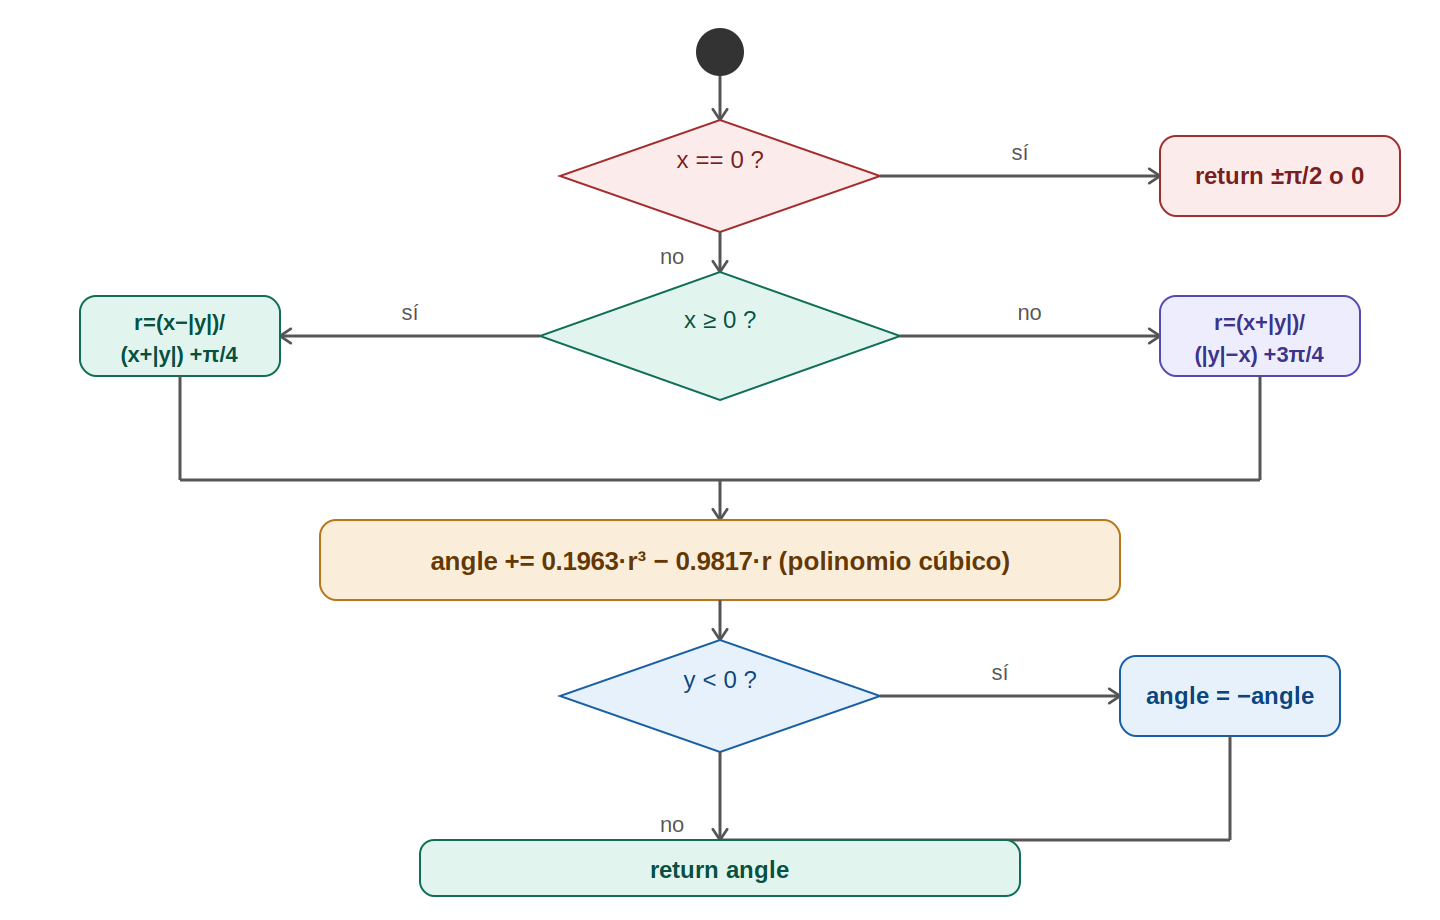 x == 0 ?
sí
return ±π/2 o 0
no
sí
x ≥ 0 ?
no
r=(x−|y|)/
(x+|y|) +π/4
r=(x+|y|)/
(|y|−x) +3π/4
angle += 0.1963·r³ − 0.9817·r (polinomio cúbico)
y < 0 ?
sí
angle = −angle
no
return angle